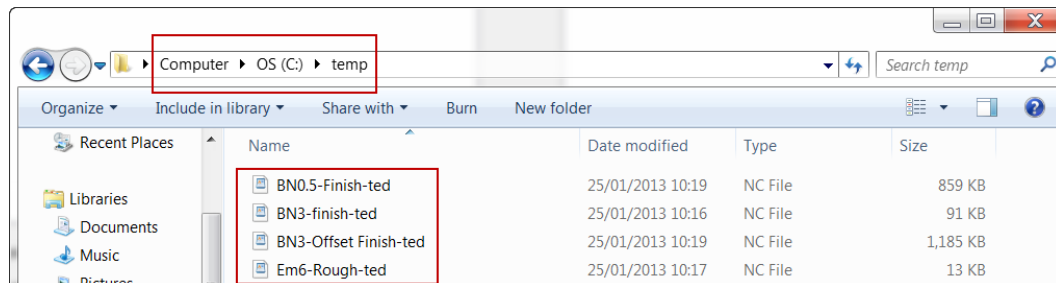 Computer OS (C:) temp Search temp
Organize Include in library Share with Burn New folder
Recent Places
Libraries
Documents
Music
Pictures
Name Date modified Type Size
BN0.5-Finish-ted 25/01/2013 10:19 NC File 859 KB
BN3-finish-ted 25/01/2013 10:16 NC File 91 KB
BN3-Offset Finish-ted 25/01/2013 10:19 NC File 1,185 KB
Em6-Rough-ted 25/01/2013 10:17 NC File 13 KB